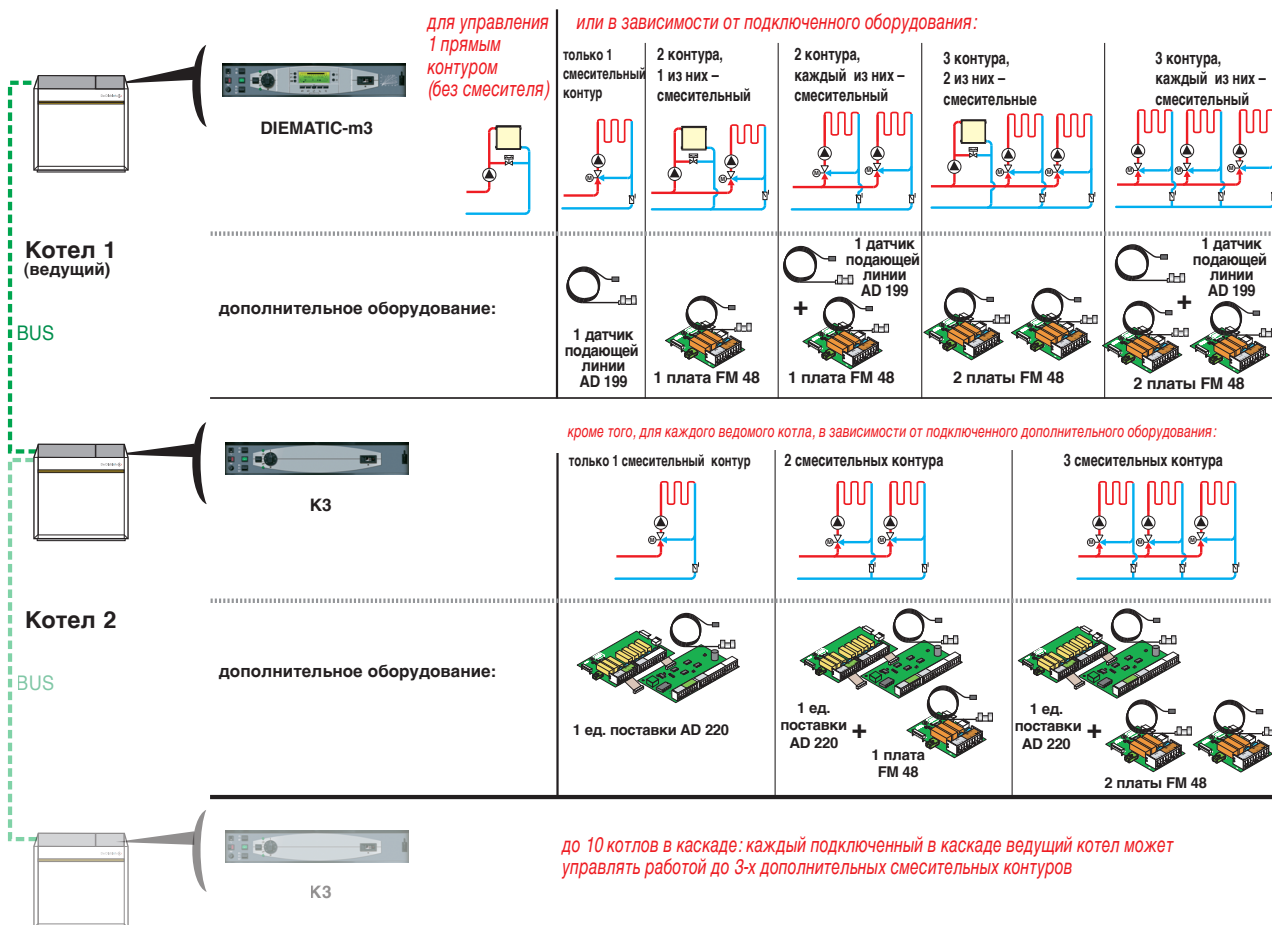 для управления
1 прямым
контуром
(без смесителя)
или в зависимости от подключенного оборудования:
только 1
смесительный
контур
2 контура,
1 из них –
смесительный
2 контура,
каждый из них –
смесительный
3 контура,
2 из них –
смесительные
3 контура,
каждый из них –
смесительный
DIEMATIC-m3
M
M
M
M
M
M
M
M
M
Котел 1
(ведущий)
BUS
дополнительное оборудование:
1 датчик
подающей
линии
AD 199
1 плата FM 48
1 датчик
подающей
линии
AD 199
+
1 плата FM 48
2 платы FM 48
1 датчик
подающей
линии
AD 199
+
2 платы FM 48
кроме того, для каждого ведомого котла, в зависимости от подключенного дополнительного оборудования:
только 1 смесительный контур
2 смесительных контура
3 смесительных контура
K3
M
M
M
M
M
M
Котел 2
BUS
дополнительное оборудование:
1 ед. поставки AD 220
1 ед.
поставки
AD 220
+
1 плата
FM 48
1 ед.
поставки
AD 220
+
2 платы FM 48
K3
до 10 котлов в каскаде: каждый подключенный в каскаде ведущий котел может
управлять работой до 3-х дополнительных смесительных контуров